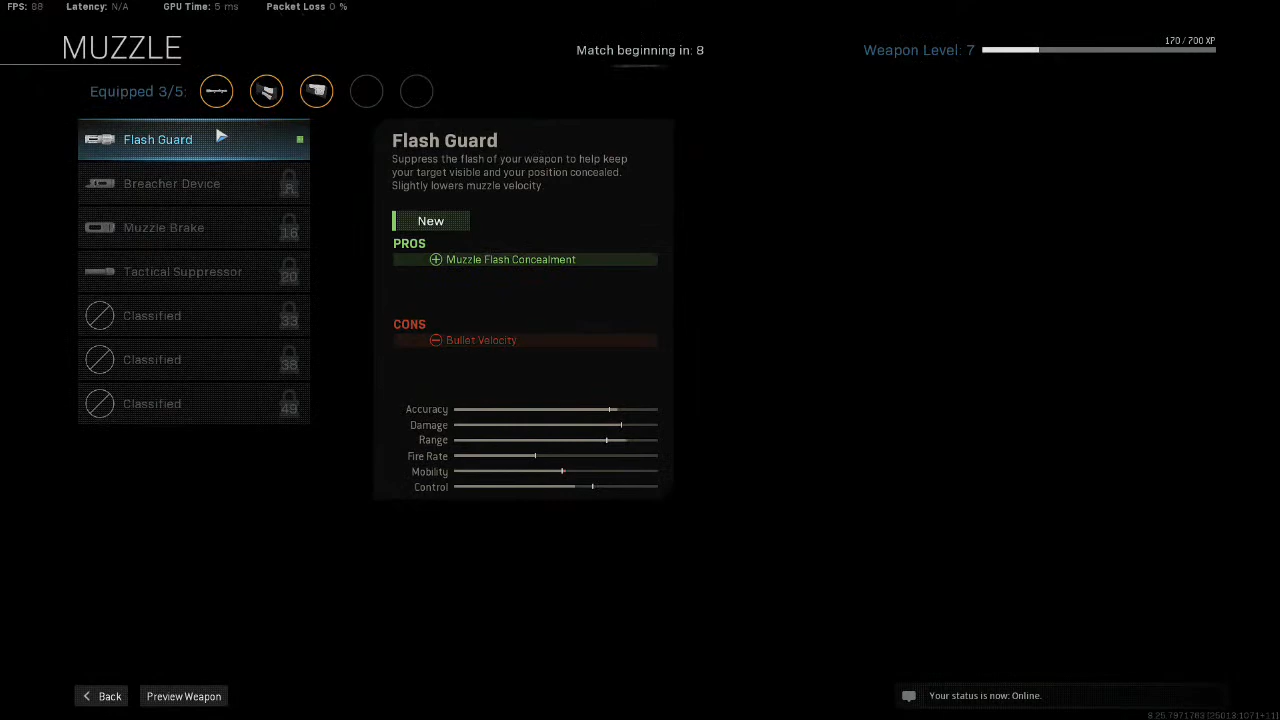 FPS: 88 Latency: N/A GPU Time: 5 ms Packet Loss 0 %
MUZZLE
Match beginning in: 8
Weapon Level: 7
170 / 700 XP
Equipped 3/5:
Flash Guard
Breacher Device
Muzzle Brake
16
Tactical Suppressor
20
Classified
33
Classified
38
Classified
49
Flash Guard
Suppress the flash of your weapon to help keep
your target visible and your position concealed.
Slightly lowers muzzle velocity.
New
PROS
Muzzle Flash Concealment
CONS
Bullet Velocity
Accuracy
Damage
Range
Fire Rate
Mobility
Control
Back
Preview Weapon
Your status is now: Online.